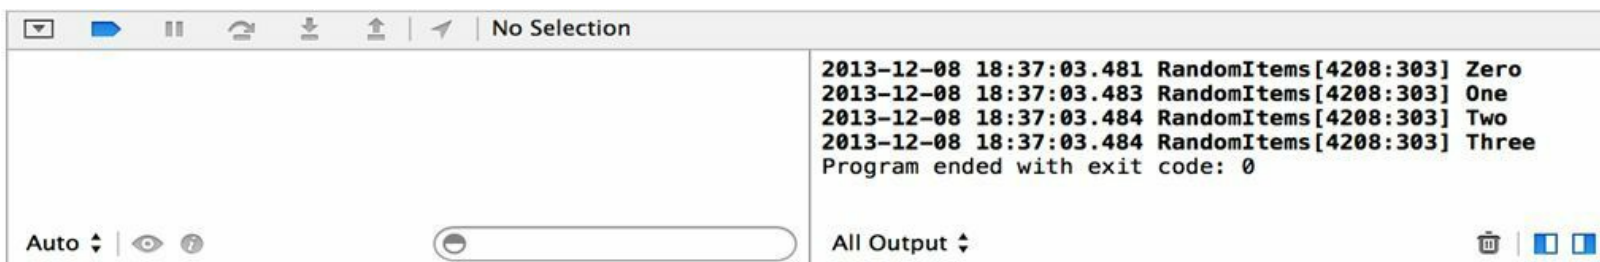 No Selection
2013-12-08 18:37:03.481 RandomItems[4208:303] Zero
2013-12-08 18:37:03.483 RandomItems[4208:303] One
2013-12-08 18:37:03.484 RandomItems[4208:303] Two
2013-12-08 18:37:03.484 RandomItems[4208:303] Three
Program ended with exit code: 0
Auto
All Output